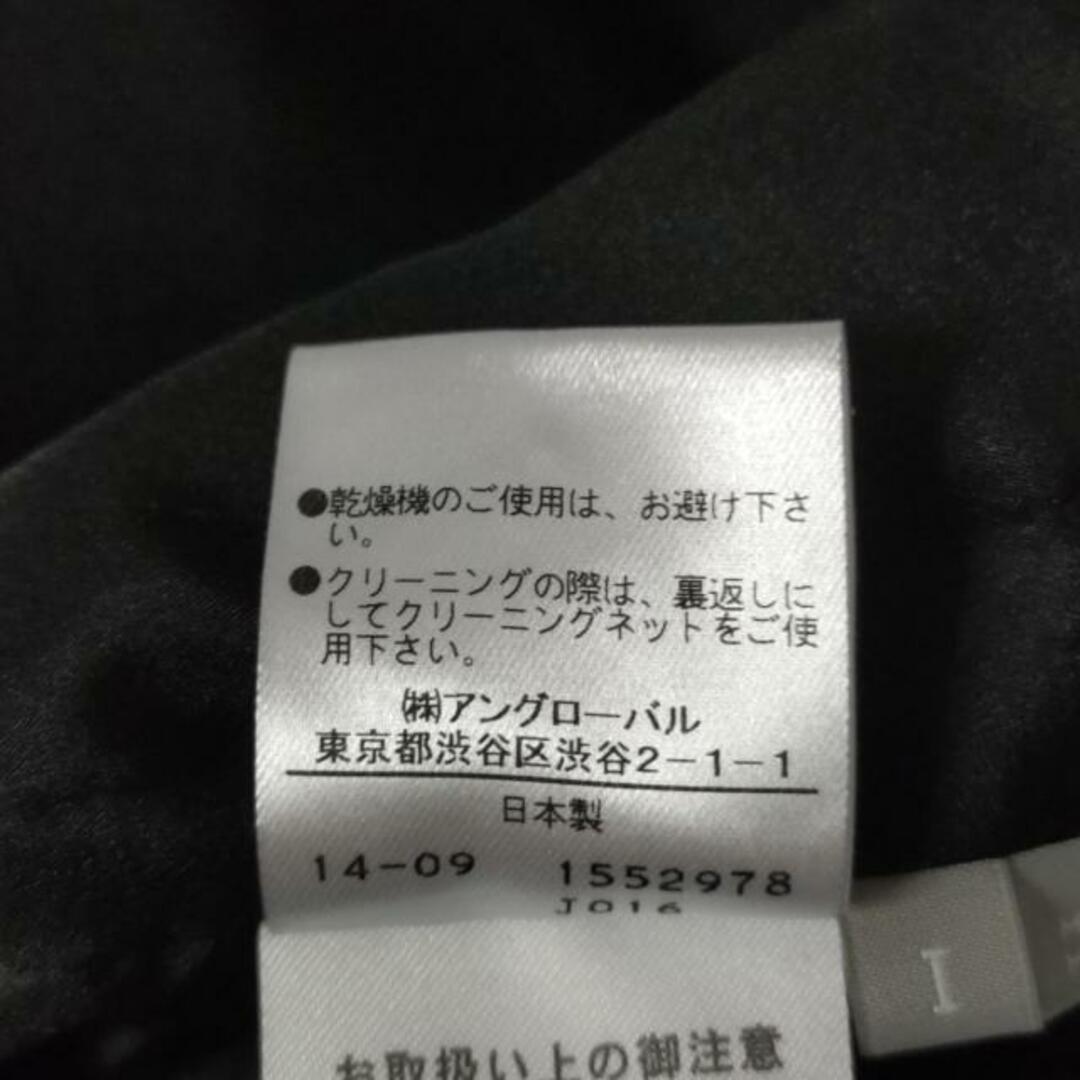 ●乾燥機のご使用は、お避け下さ
い。
●クリーニングの際は、裏返しに
してクリーニングネットをご使
用下さい。
㈱アングローバル
東京都渋谷区渋谷2-1-1
日本製
14-09 1552978
J016
I
お取扱い上の御注意